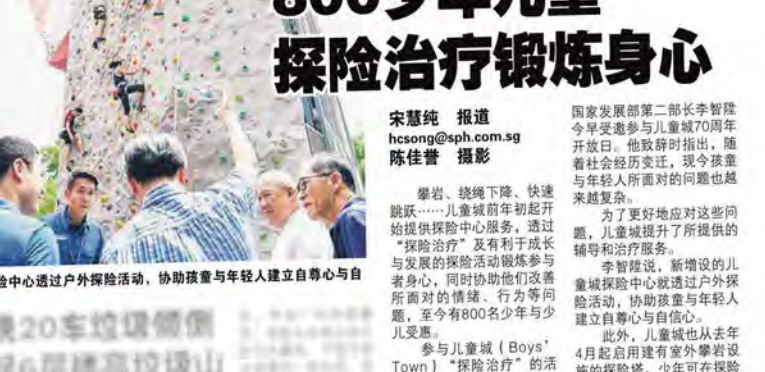 800少年儿童
探险治疗锻炼身心
宋慧纯 报道
hcsong@sph.com.sg
陈佳誉 摄影
攀岩、绕绳下降、快速
跳跃……儿童城前年初起开
始提供探险中心服务，透过
“探险治疗”及有利于成长
与发展的探险活动锻炼参与
者身心，同时协助他们改善
所面对的情绪、行为等问
题，至今有800名少年与少
儿受惠。
参与儿童城（Boys’
Town）“探险治疗”的活
国家发展部第二部长李智陞
今早受邀参与儿童城70周年
开放日。他致辞时指出，随
着社会经历变迁，现今孩童
与年轻人所面对的问题也越
来越复杂。
为了更好地应对这些问
题，儿童城提升了所提供的
辅导和治疗服务。
李智陞说，新增设的儿
童城探险中心就透过户外探
险活动，协助孩童与年轻人
建立自尊心与自信心。
此外，儿童城也从去年
4月起启用建有室外攀岩设
施的探险塔，少年可在探险
险中心透过户外探险活动，协助孩童与年轻人建立自尊心与自